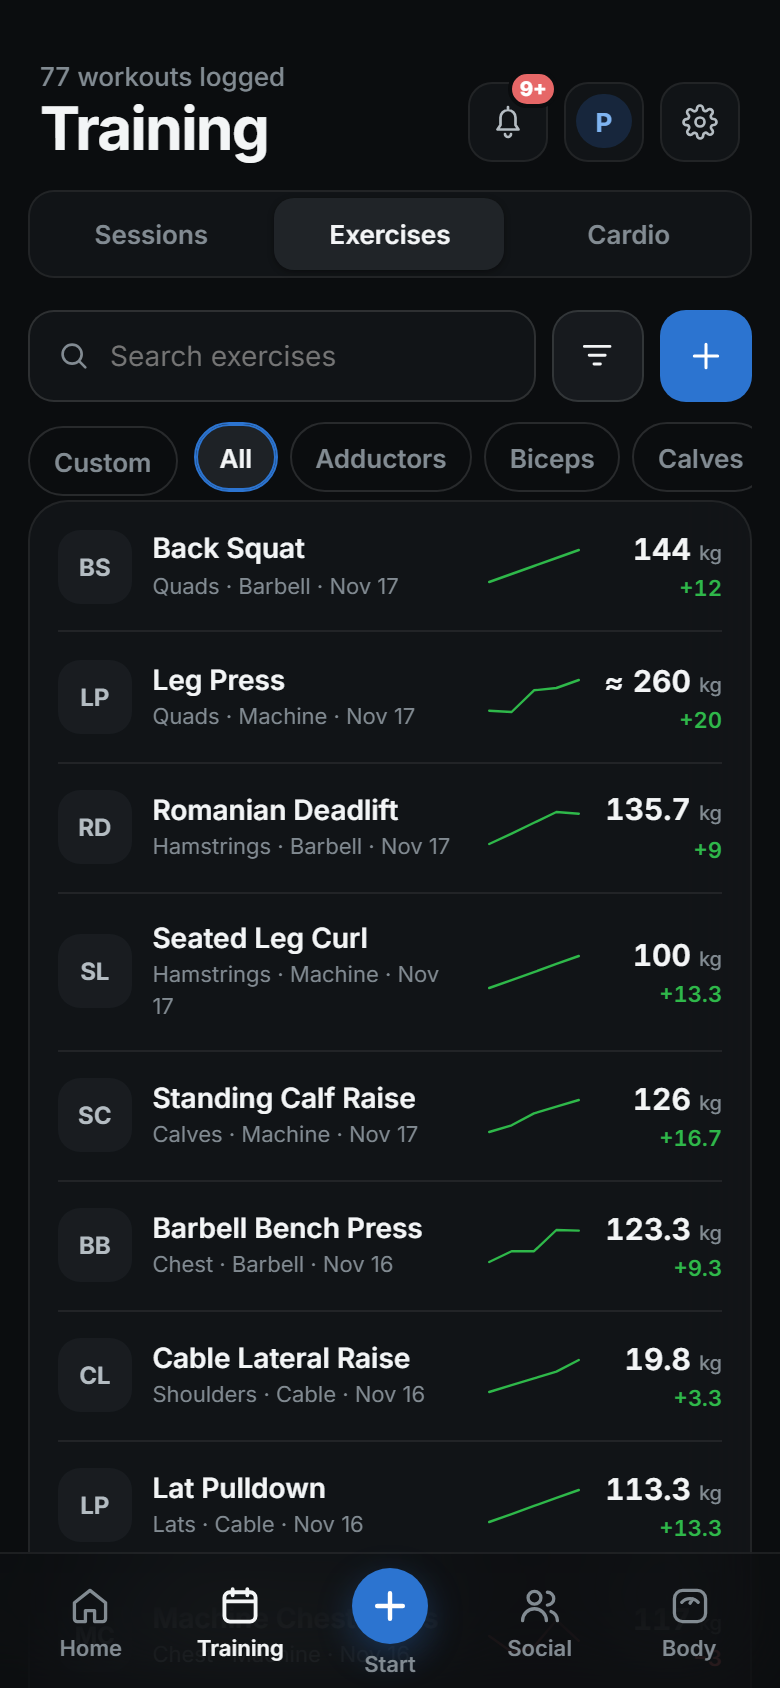 77 workouts logged
Training
9+
P
Sessions
Exercises
Cardio
Search exercises
Custom
All
Adductors
Biceps
Calves
BS
Back Squat
Quads · Barbell · Nov 17
144 kg
+12
LP
Leg Press
Quads · Machine · Nov 17
≈ 260 kg
+20
RD
Romanian Deadlift
Hamstrings · Barbell · Nov 17
135.7 kg
+9
SL
Seated Leg Curl
Hamstrings · Machine · Nov
17
100 kg
+13.3
SC
Standing Calf Raise
Calves · Machine · Nov 17
126 kg
+16.7
BB
Barbell Bench Press
Chest · Barbell · Nov 16
123.3 kg
+9.3
CL
Cable Lateral Raise
Shoulders · Cable · Nov 16
19.8 kg
+3.3
LP
Lat Pulldown
Lats · Cable · Nov 16
113.3 kg
+13.3
Home
Training
Start
Social
Body